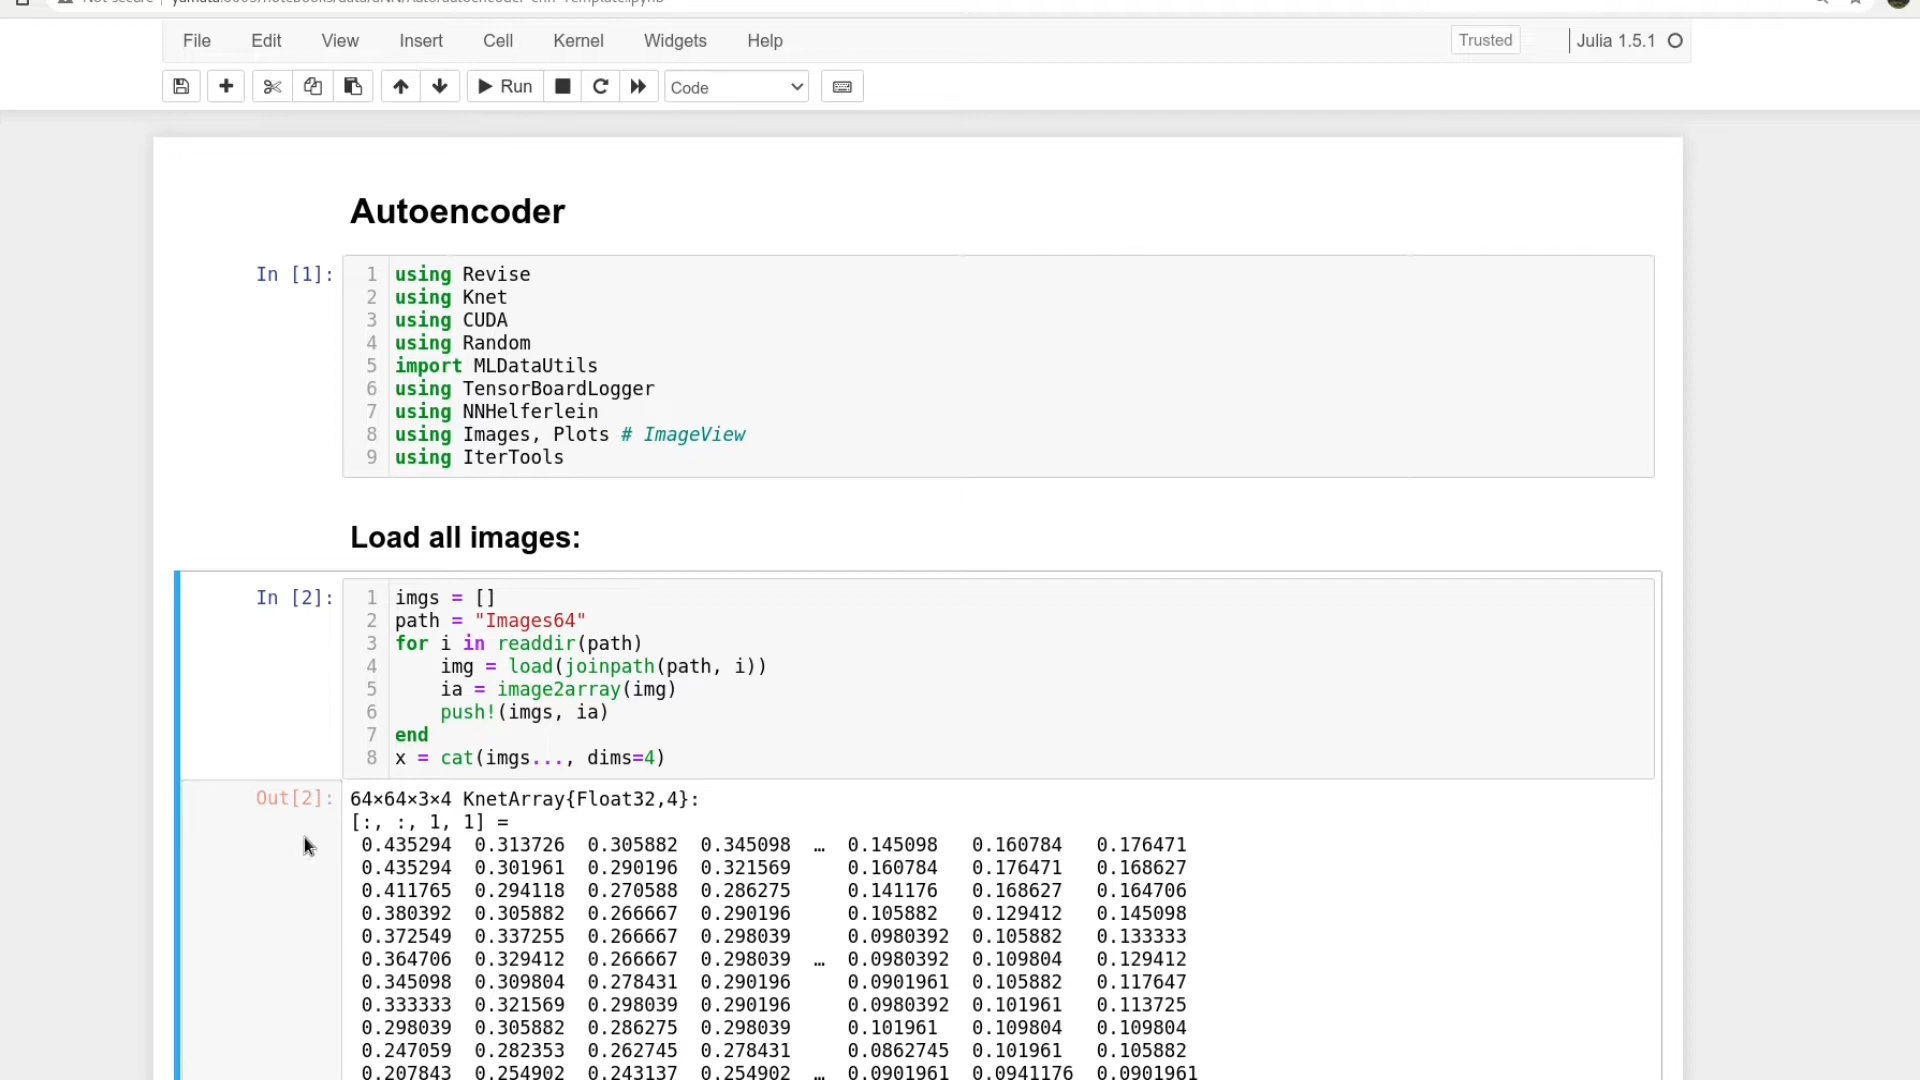 File Edit View Insert Cell Kernel Widgets Help Trusted Julia 1.5.1
Run Code
Autoencoder
In [1]:
1 using Revise
2 using Knet
3 using CUDA
4 using Random
5 import MLDataUtils
6 using TensorBoardLogger
7 using NNHelferlein
8 using Images, Plots # ImageView
9 using IterTools
Load all images:
In [2]:
1 imgs = []
2 path = "Images64"
3 for i in readdir(path)
4     img = load(joinpath(path, i))
5     ia = image2array(img)
6     push!(imgs, ia)
7 end
8 x = cat(imgs..., dims=4)
Out[2]: 64×64×3×4 KnetArray{Float32,4}:
[:, :, 1, 1] =
0.435294 0.313726 0.305882 0.345098 … 0.145098 0.160784 0.176471
0.435294 0.301961 0.290196 0.321569 0.160784 0.176471 0.168627
0.411765 0.294118 0.270588 0.286275 0.141176 0.168627 0.164706
0.380392 0.305882 0.266667 0.290196 0.105882 0.129412 0.145098
0.372549 0.337255 0.266667 0.298039 0.0980392 0.105882 0.133333
0.364706 0.329412 0.266667 0.298039 … 0.0980392 0.109804 0.129412
0.345098 0.309804 0.278431 0.290196 0.0901961 0.105882 0.117647
0.333333 0.321569 0.298039 0.290196 0.0980392 0.101961 0.113725
0.298039 0.305882 0.286275 0.298039 0.101961 0.109804 0.109804
0.247059 0.282353 0.262745 0.278431 0.0862745 0.101961 0.105882
0.207843 0.254902 0.243137 0.254902 … 0.0901961 0.0941176 0.0901961